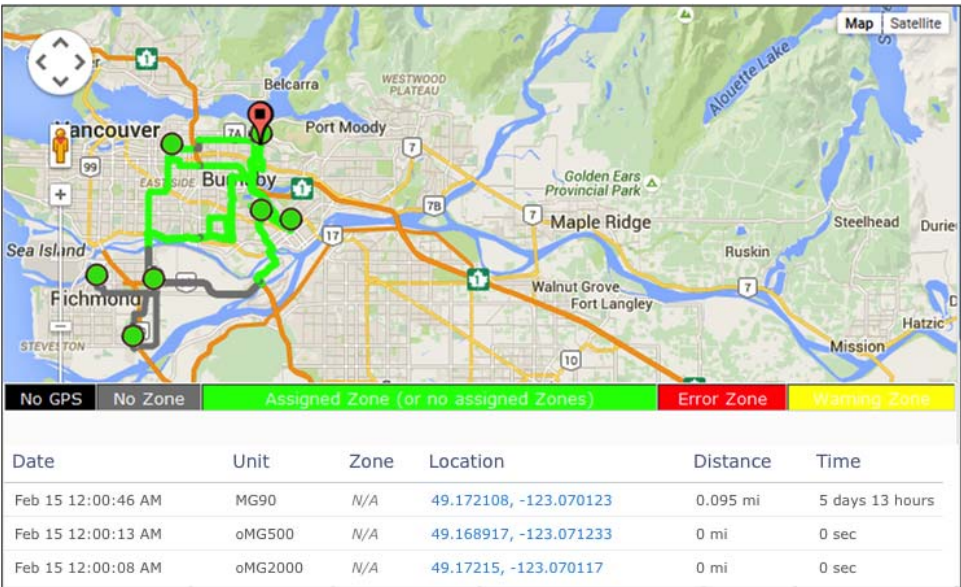 Map Satellite
1
Belcarra
WESTWOOD
PLATEAU
Alouette Lake
Vancouver
7A
Port Moody
7
99
EAST SIDE
Burnaby
1
Golden Ears
Provincial Park
7B
7
Maple Ridge
Steelhead
Durie
17
Sea Island
Ruskin
1
Walnut Grove
7
Fort Langley
Richmond
Hatzic
STEVESTON
10
Mission
No GPS No Zone Assigned Zone (or no assigned Zones) Error Zone Warning Zone
Date Unit Zone Location Distance Time
Feb 15 12:00:46 AM MG90 N/A 49.172108, -123.070123 0.095 mi 5 days 13 hours
Feb 15 12:00:13 AM oMG500 N/A 49.168917, -123.071233 0 mi 0 sec
Feb 15 12:00:08 AM oMG2000 N/A 49.17215, -123.070117 0 mi 0 sec